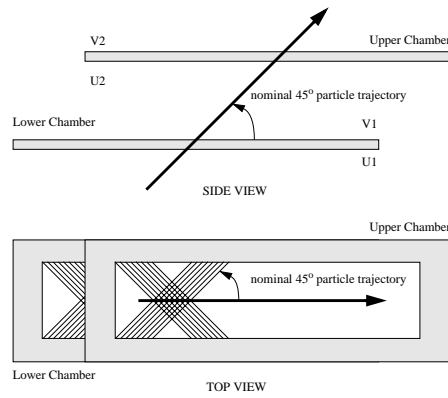 V2
Upper Chamber
U2
nominal 45° particle trajectory
Lower Chamber
V1
U1
SIDE VIEW
Upper Chamber
nominal 45° particle trajectory
Lower Chamber
TOP VIEW